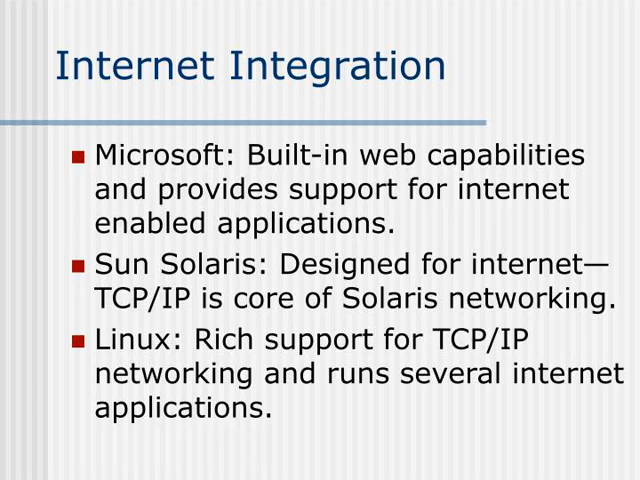 Internet Integration
Microsoft: Built-in web capabilities
and provides support for internet
enabled applications.
Sun Solaris: Designed for internet—
TCP/IP is core of Solaris networking.
Linux: Rich support for TCP/IP
networking and runs several internet
applications.